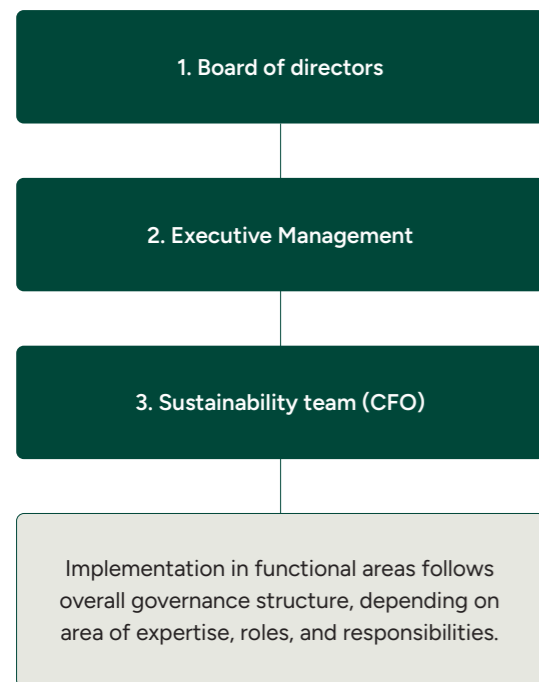 1. Board of directors
2. Executive Management
3. Sustainability team (CFO)
Implementation in functional areas follows
overall governance structure, depending on
area of expertise, roles, and responsibilities.